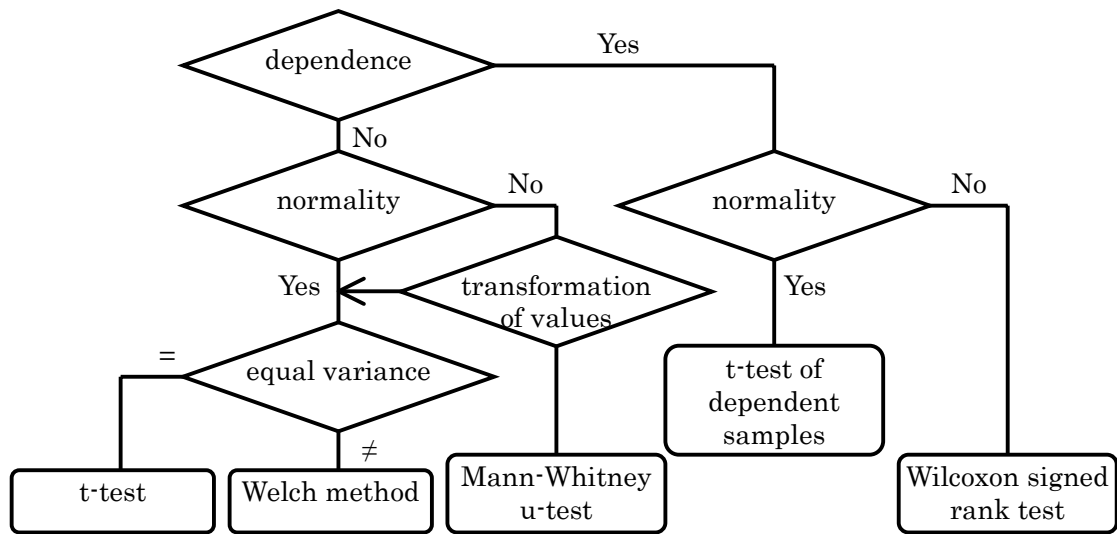 Yes
dependence
No
normality
No
normality
No
Yes
transformation
of values
Yes
=
equal variance
t-test of
dependent
samples
≠
t-test
Welch method
Mann-Whitney
u-test
Wilcoxon signed
rank test